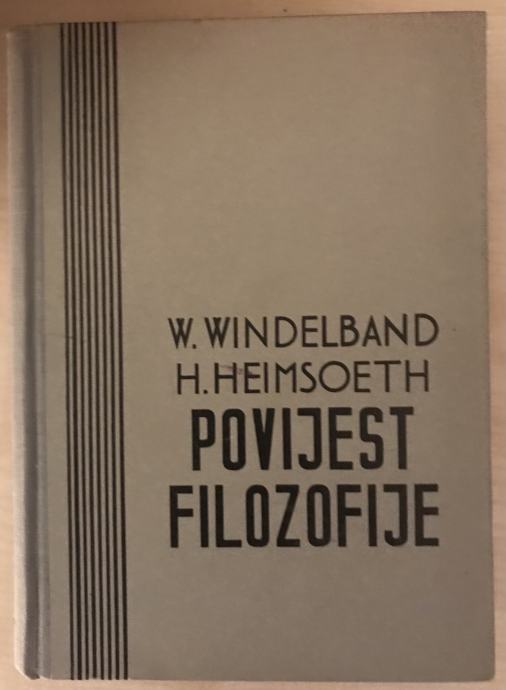 W. WINDELBAND
H. HEIMSOETH
POVIJEST
FILOZOFIJE